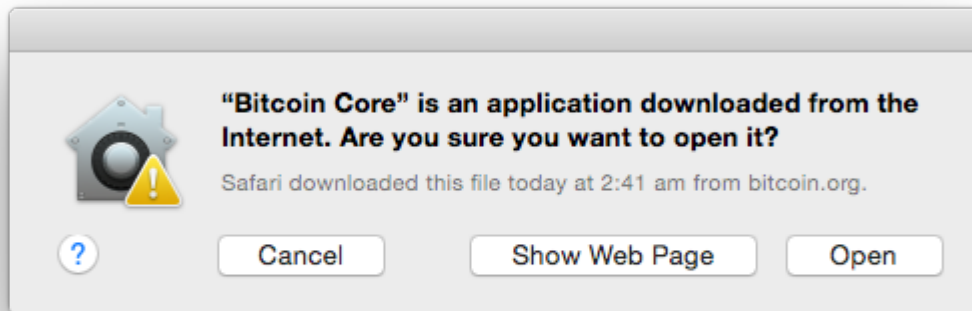 “Bitcoin Core” is an application downloaded from the
Internet. Are you sure you want to open it?
Safari downloaded this file today at 2:41 am from bitcoin.org.
?
Cancel
Show Web Page
Open